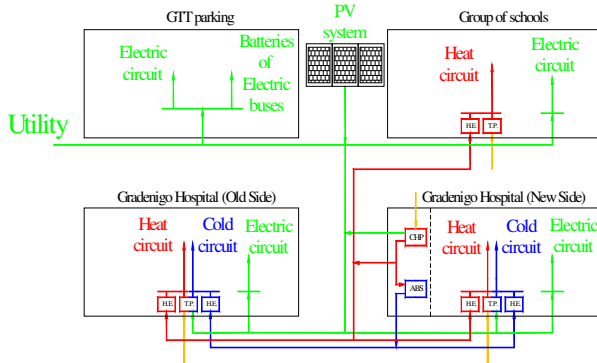 GTT parking
PV
system
Group of schools
Electric
circuit
Batteries
of
Electric
buses
Heat
circuit
Electric
circuit
H.E.
T.P.
Utility
Gradenigo Hospital (Old Side)
Gradenigo Hospital (New Side)
Heat
circuit
Cold
circuit
Electric
circuit
CHP
ABS
Heat
circuit
Cold
circuit
Electric
circuit
H.E.
T.P.
H.E.
H.E.
T.P.
H.E.